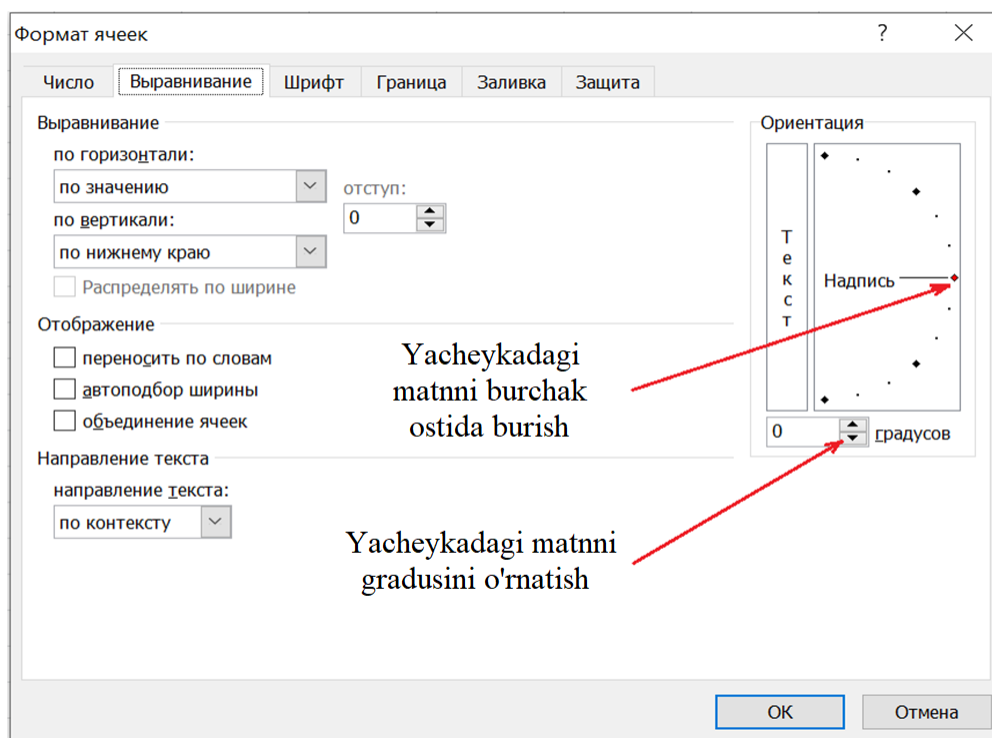 Формат ячеек
?
Число Выравнивание Шрифт Граница Заливка Защита
Выравнивание
по горизонтали:
по значению
отступ:
0
по вертикали:
по нижнему краю
Распределять по ширине
Отображение
переносить по словам
автоподбор ширины
объединение ячеек
Направление текста
направление текста:
по контексту
Ориентация
Текст
Надпись
0 градусов
Yacheykadagi
matnni burchak
ostida burish
Yacheykadagi matnni
gradusini o'rnatish
ОК Отмена